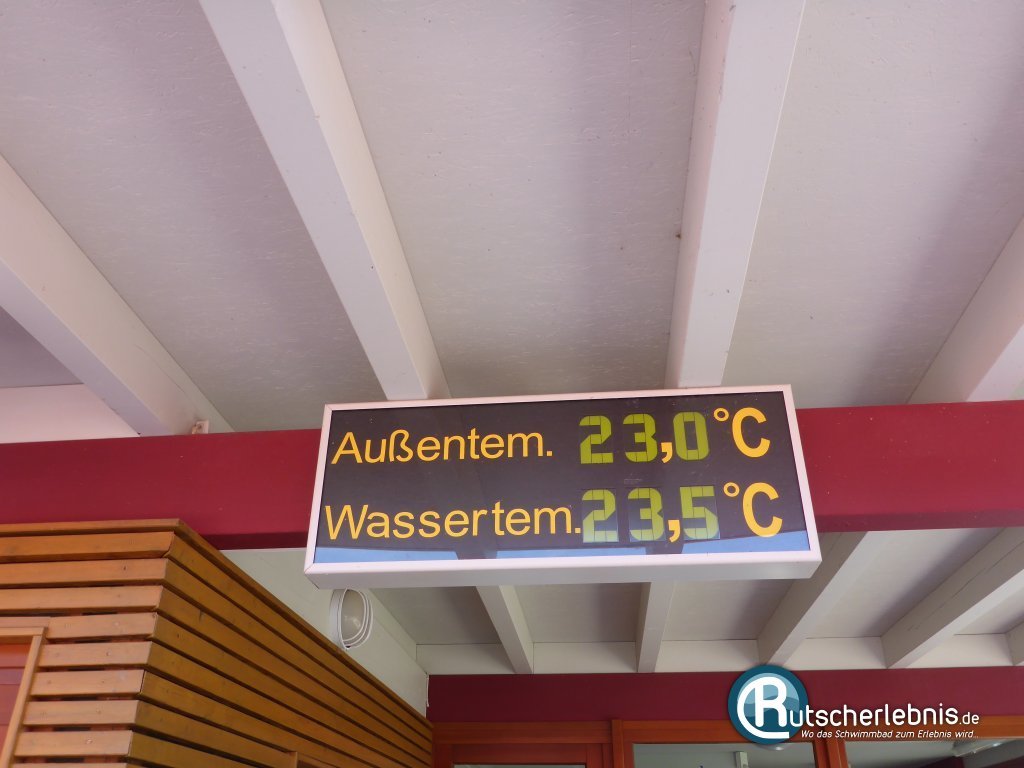 Außentem. 23,0 °C
Wassertem. 23,5 °C
Rutscherlebnis.de
Wo das Schwimmbad zum Erlebnis wird...